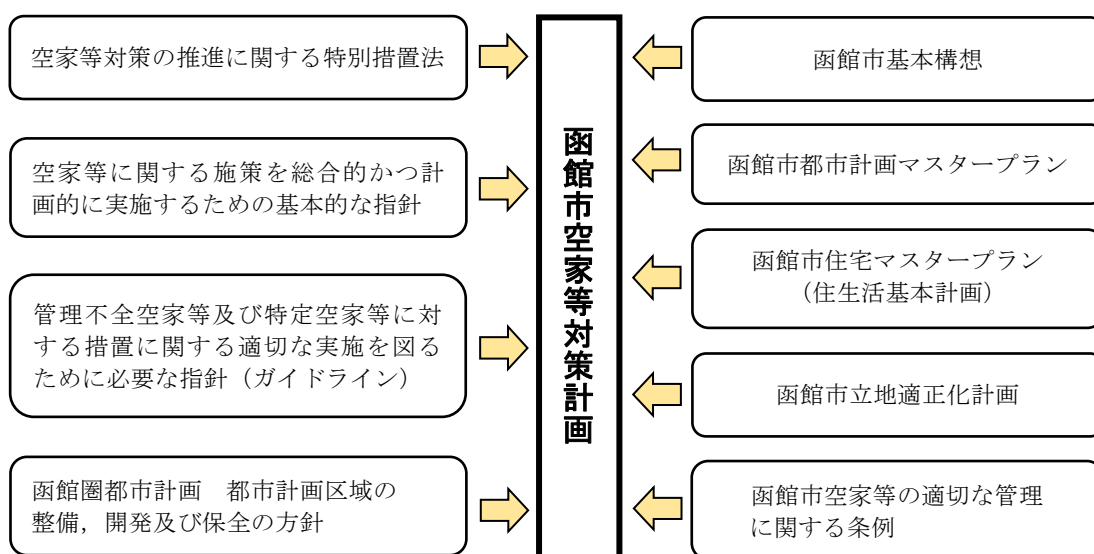 空家等対策の推進に関する特別措置法
空家等に関する施策を総合的かつ計
画的に実施するための基本的な指針
管理不全空家等及び特定空家等に対
する措置に関する適切な実施を図る
ために必要な指針（ガイドライン）
函館圏都市計画　都市計画区域の
整備，開発及び保全の方針
函館市空家等対策計画
函館市基本構想
函館市都市計画マスタープラン
函館市住宅マスタープラン
（住生活基本計画）
函館市立地適正化計画
函館市空家等の適切な管理
に関する条例